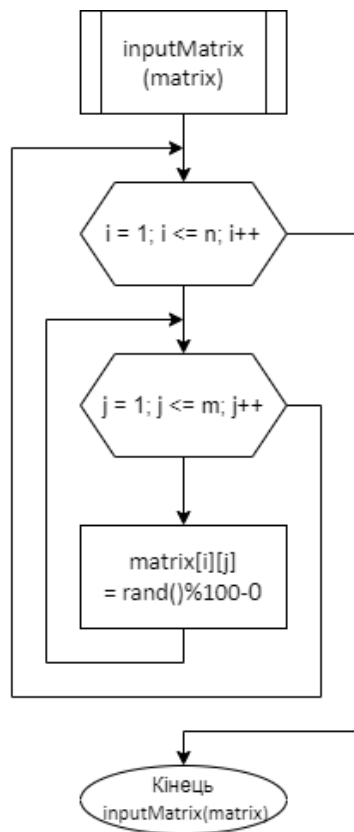 inputMatrix
(matrix)
i = 1; i <= n; i++
j = 1; j <= m; j++
matrix[i][j]
= rand()%100-0
Кінець
inputMatrix(matrix)